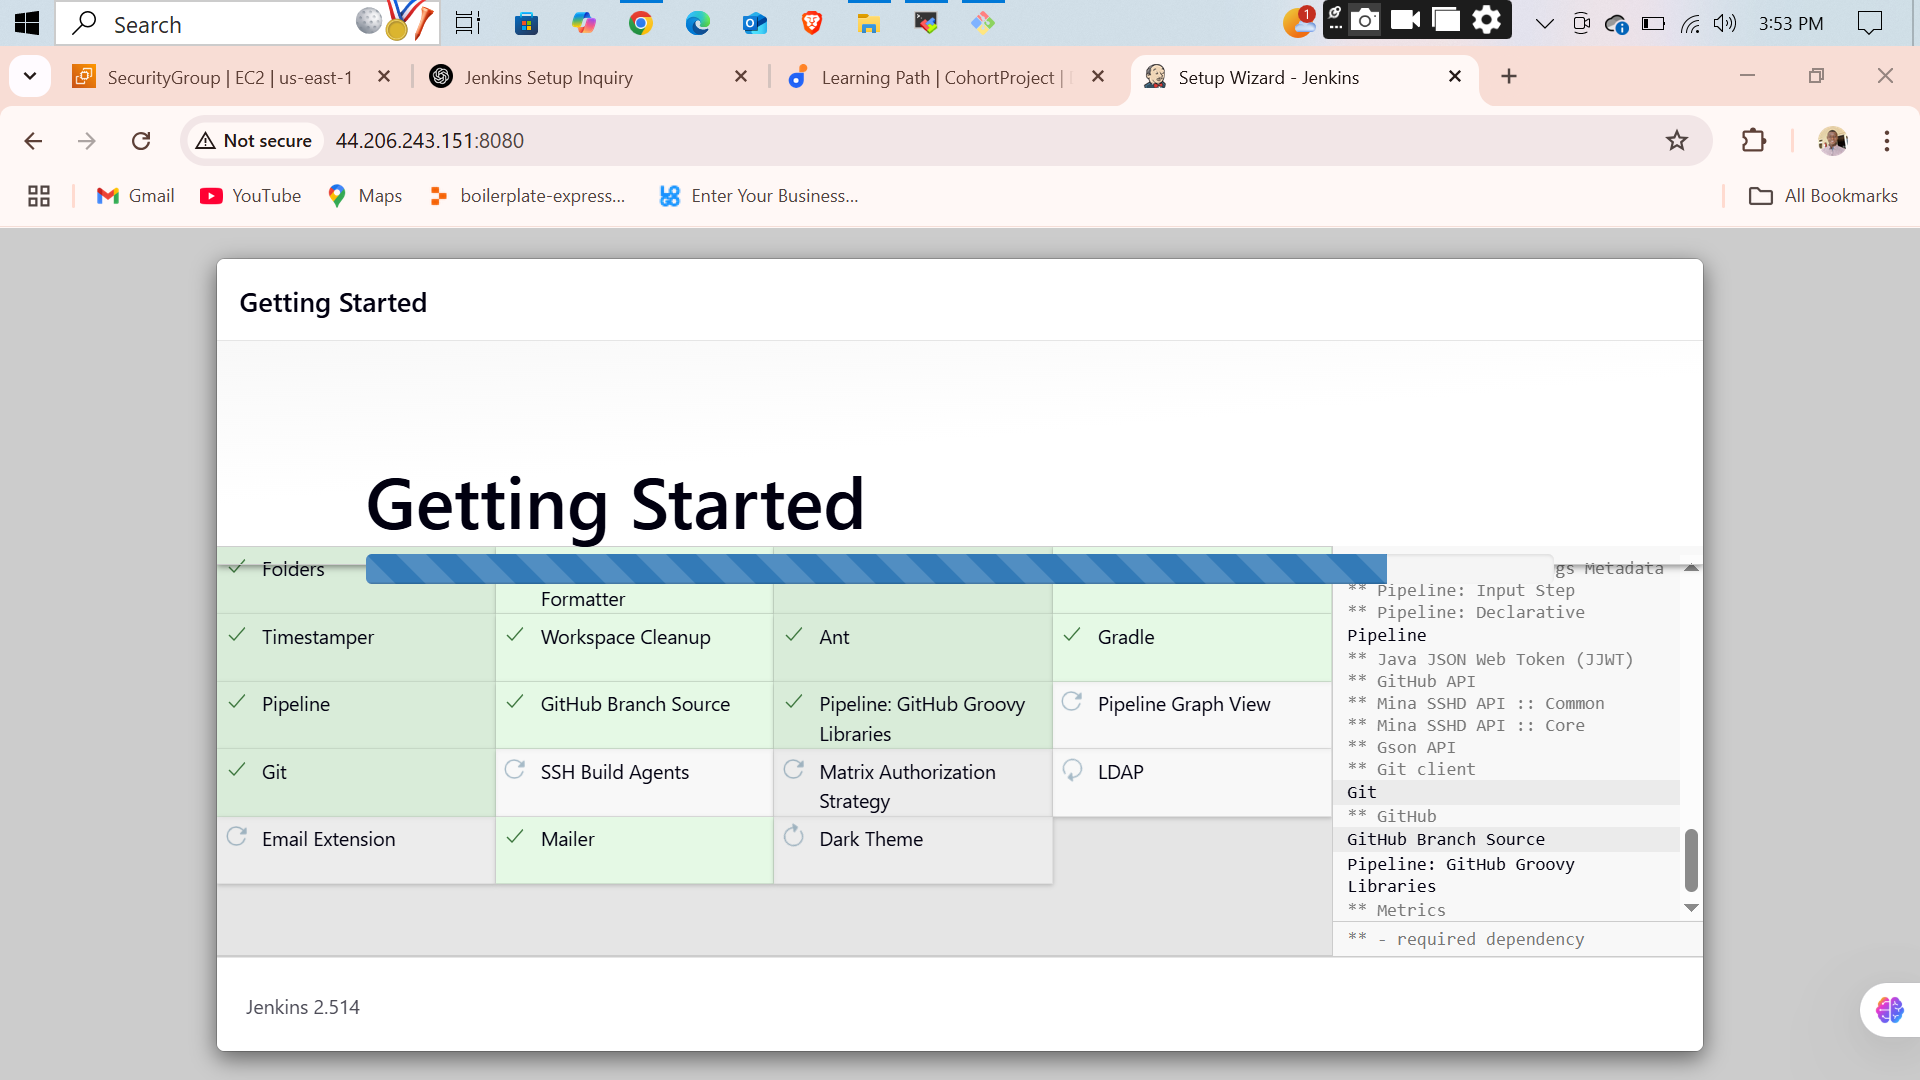 Search
1
3:53 PM
SecurityGroup | EC2 | us-east-1
Jenkins Setup Inquiry
Learning Path | CohortProject |
Setup Wizard - Jenkins
Not secure
44.206.243.151:8080
Gmail
YouTube
Maps
boilerplate-express...
Enter Your Business...
All Bookmarks
Getting Started
Getting Started
Folders
Formatter
Timestamper
Workspace Cleanup
Ant
Gradle
Pipeline
GitHub Branch Source
Pipeline: GitHub Groovy
Libraries
Pipeline Graph View
Git
SSH Build Agents
Matrix Authorization
Strategy
LDAP
Email Extension
Mailer
Dark Theme
gs Metadata
** Pipeline: Input Step
** Pipeline: Declarative
Pipeline
** Java JSON Web Token (JJWT)
** GitHub API
** Mina SSHD API :: Common
** Mina SSHD API :: Core
** Gson API
** Git client
Git
** GitHub
GitHub Branch Source
Pipeline: GitHub Groovy
Libraries
** Metrics
** - required dependency
Jenkins 2.514